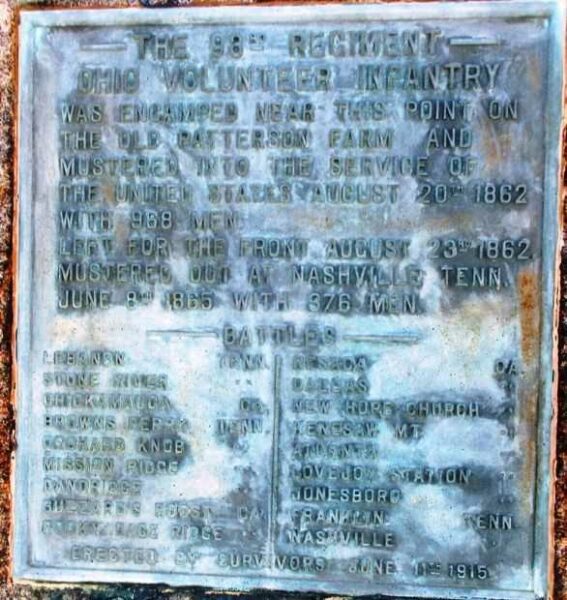 THE 93RD REGIMENT
OHIO VOLUNTEER INFANTRY
WAS ENCAMPED NEAR THIS POINT ON
THE OLD PATTERSON FARM AND
MUSTERED INTO THE SERVICE OF
THE UNITED STATES AUGUST 20TH 1862
WITH 968 MEN
LEFT FOR THE FRONT AUGUST 23RD 1862.
MUSTERED OUT AT NASHVILLE TENN.
JUNE 8TH 1865 WITH 376 MEN
BATTLES
LEBANON TENN.
STONE RIVER "
CHICKAMAUGA GA.
BROWNS FERRY TENN.
ORCHARD KNOB "
MISSION RIDGE "
DANDRIDGE "
BUZZARD'S ROOST GA.
ROCKY FACE RIDGE "
RESACA GA.
DALLAS "
NEW HOPE CHURCH "
KENESAW MT. "
ATLANTA "
LOVEJOY STATION "
JONESBORO "
FRANKLIN TENN
NASHVILLE "
ERECTED BY SURVIVORS JUNE 11TH 1915.